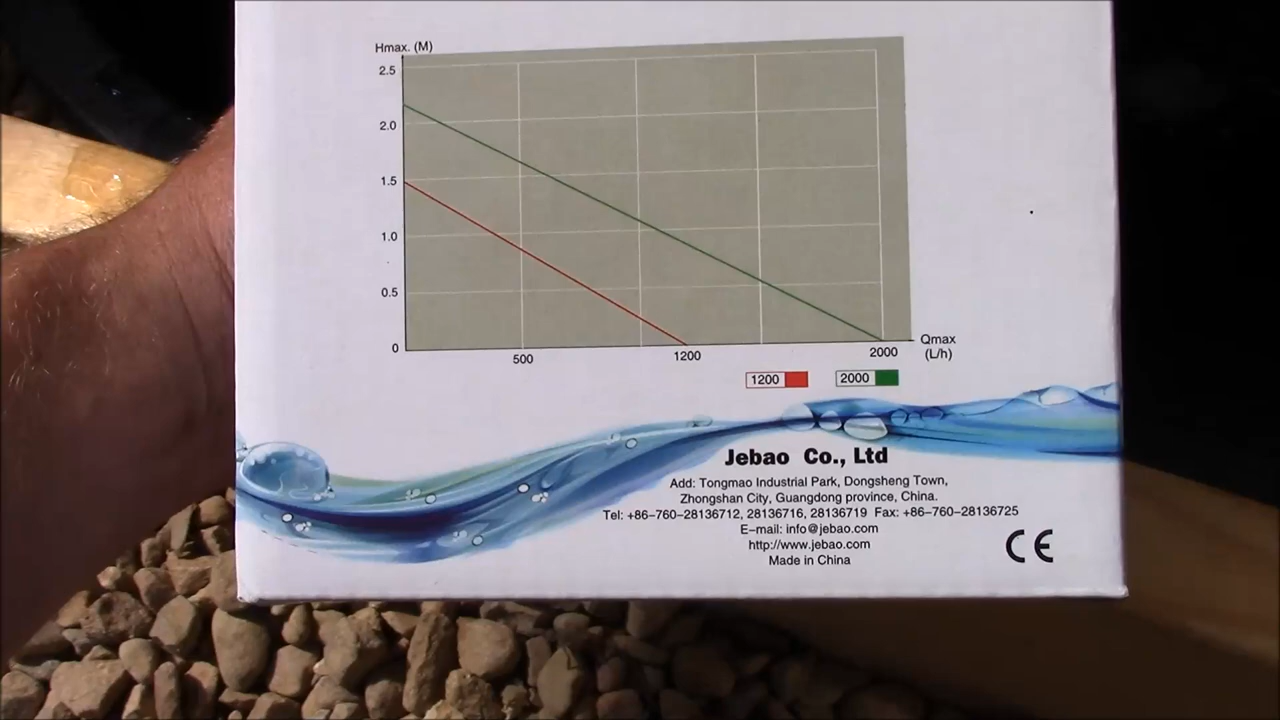 Hmax. (M)
2.5
2.0
1.5
1.0
0.5
0
500
1200
2000
Qmax
(L/h)
1200
2000
Jebao Co., Ltd
Add: Tongmao Industrial Park, Dongsheng Town,
Zhongshan City, Guangdong province, China.
Tel: +86-760-28136712, 28136716, 28136719 Fax: +86-760-28136725
E-mail: info@jebao.com
http://www.jebao.com
Made in China
CE